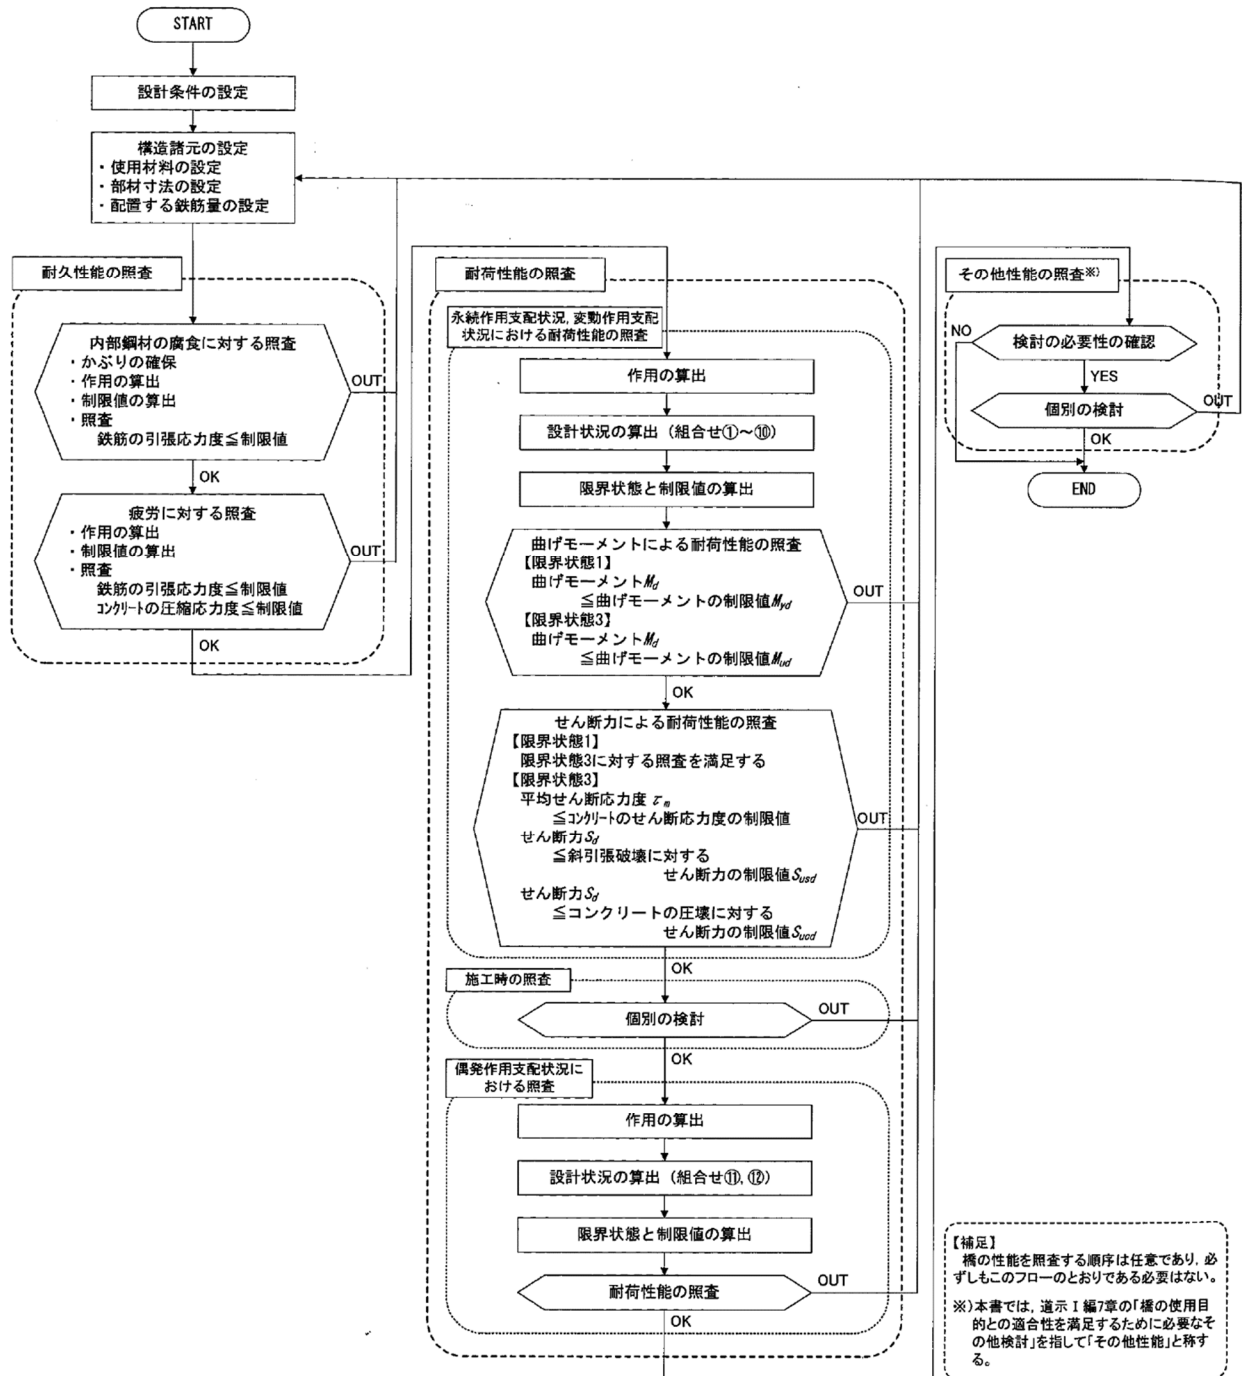 START
設計条件の設定
構造諸元の設定
・使用材料の設定
・部材寸法の設定
・配置する鉄筋量の設定
耐久性能の照査
内部鋼材の腐食に対する照査
・かぶりの確保
・作用の算出
・制限値の算出
・照査
鉄筋の引張応力度≦制限値
OUT
OK
疲労に対する照査
・作用の算出
・制限値の算出
・照査
鉄筋の引張応力度≦制限値
コンクリートの圧縮応力度≦制限値
OUT
OK
耐荷性能の照査
永続作用支配状況，変動作用支配
状況における耐荷性能の照査
作用の算出
設計状況の算出（組合せ①～⑩）
限界状態と制限値の算出
曲げモーメントによる耐荷性能の照査
【限界状態1】
曲げモーメントMd
≦曲げモーメントの制限値Myd
【限界状態3】
曲げモーメントMd
≦曲げモーメントの制限値Mud
OUT
OK
せん断力による耐荷性能の照査
【限界状態1】
限界状態3に対する照査を満足する
【限界状態3】
平均せん断応力度τm
≦コンクリートのせん断応力度の制限値
せん断力Sd
≦斜引張破壊に対する
せん断力の制限値Susd
せん断力Sd
≦コンクリートの圧壊に対する
せん断力の制限値Sucd
OUT
OK
施工時の照査
個別の検討
OUT
OK
偶発作用支配状況に
おける照査
作用の算出
設計状況の算出（組合せ⑪，⑫）
限界状態と制限値の算出
耐荷性能の照査
OUT
OK
その他性能の照査※）
NO
検討の必要性の確認
YES
個別の検討
OUT
OK
END
【補足】
橋の性能を照査する順序は任意であり，必
ずしもこのフローのとおりである必要はない。
※）本書では，道示Ⅰ編7章の「橋の使用目
的との適合性を満足するために必要なそ
の他検討」を指して「その他性能」と称す
る。